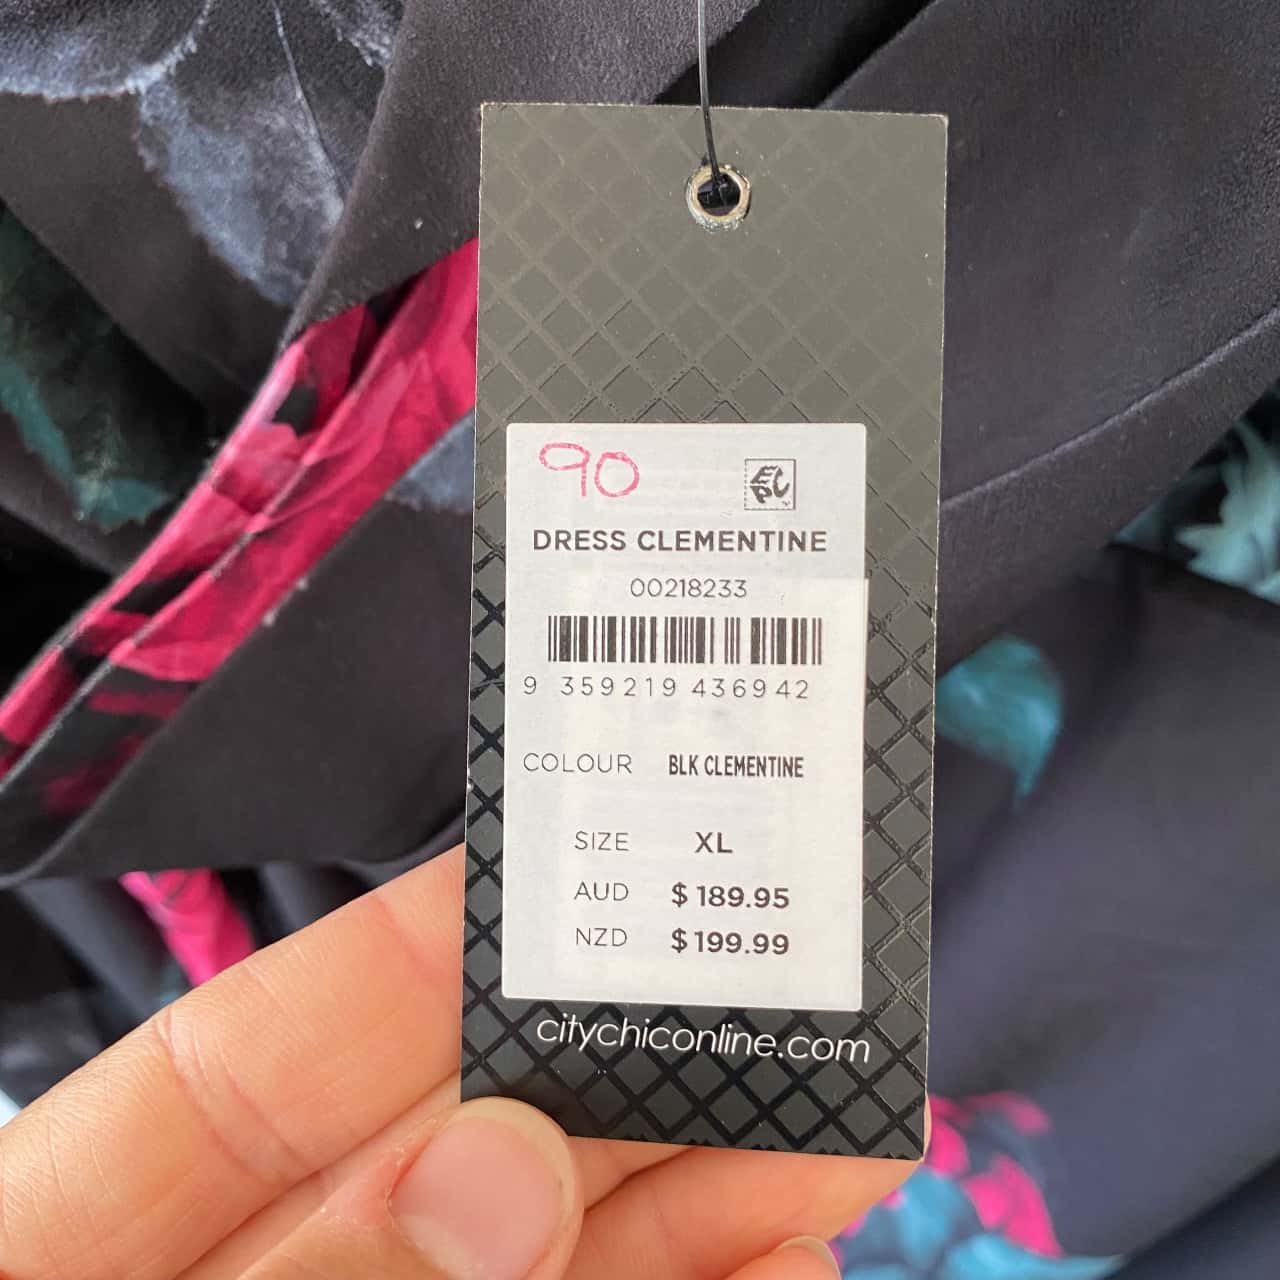 90
DRESS CLEMENTINE
00218233
9 359219 436942
COLOUR BLK CLEMENTINE
SIZE XL
AUD $189.95
NZD $199.99
citychiconline.com